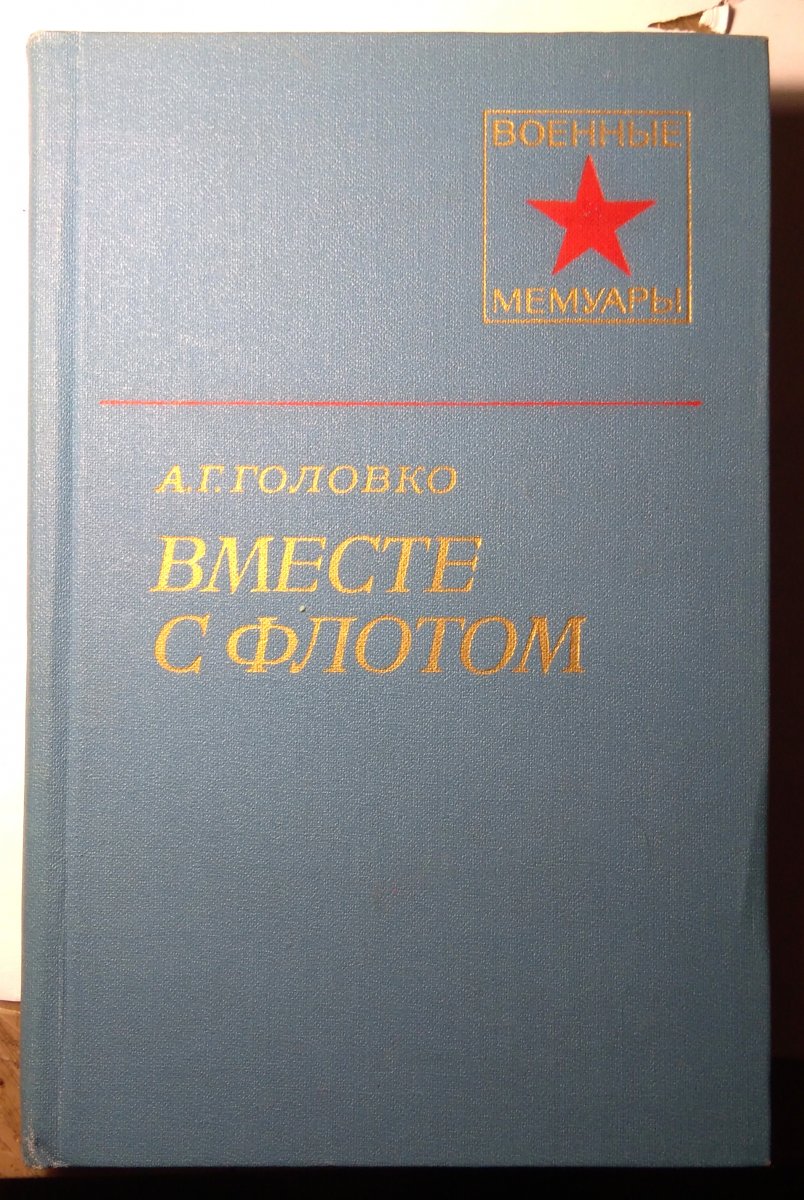 ВОЕННЫЕ
МЕМУАРЫ
А.Г.ГОЛОВКО
ВМЕСТЕ
С ФЛОТОМ